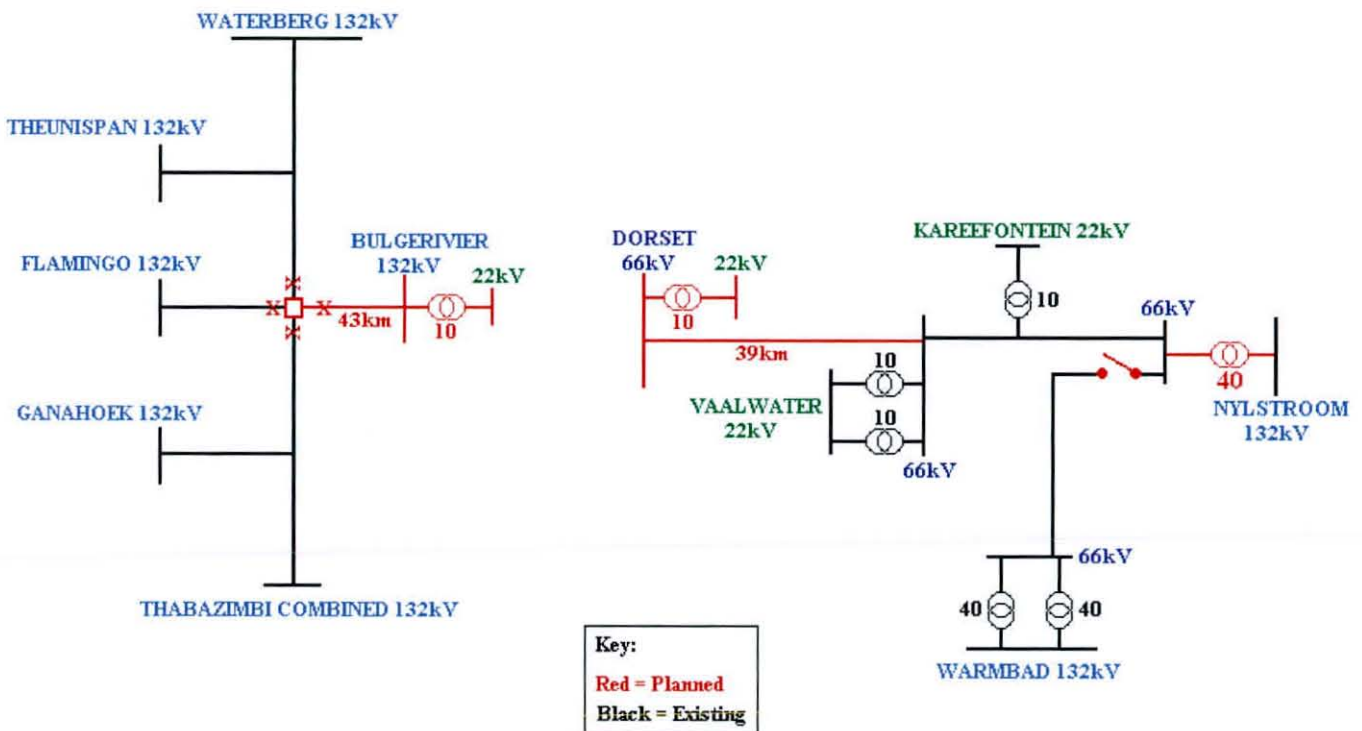 WATERBERG 132kV
THEUNISPAN 132kV
FLAMINGO 132kV
X
X
X
X
BULGERIVIER
132kV
22kV
43km
10
GANAHOEK 132kV
THABAZIMBI COMBINED 132kV
DORSET
66kV
22kV
10
39km
KAREEFONTEIN 22kV
10
66kV
40
NYLSTROOM
132kV
10
VAALWATER
22kV
10
66kV
66kV
40
40
WARMBAD 132kV
Key:
Red = Planned
Black = Existing